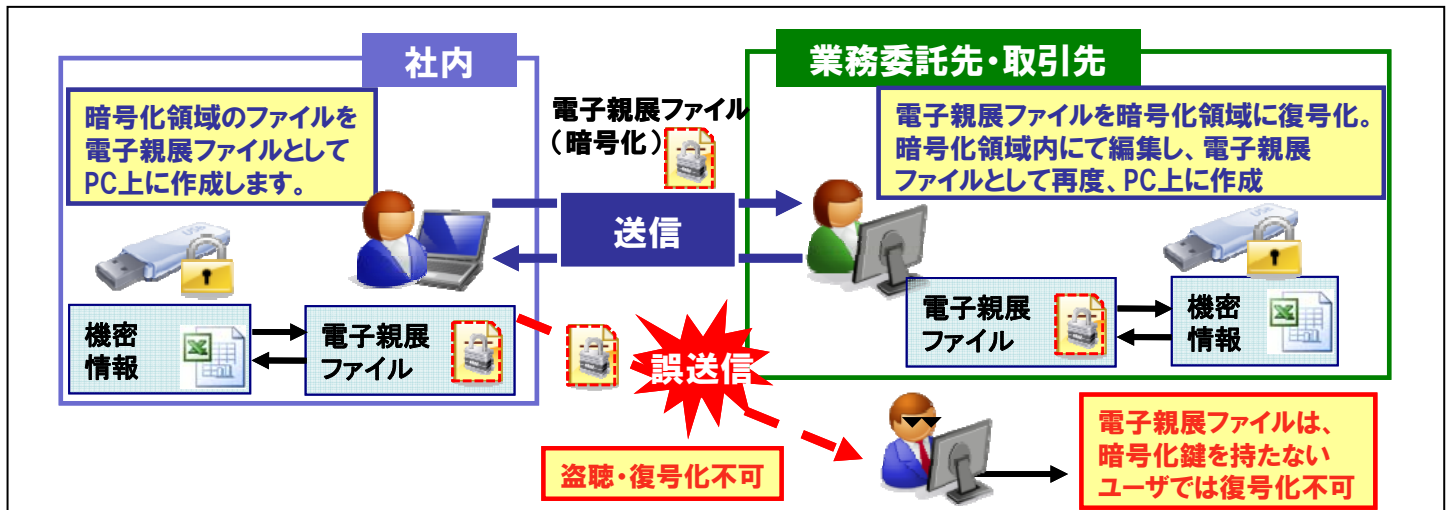 社内
暗号化領域のファイルを
電子親展ファイルとして
PC上に作成します。
機密
情報
電子親展
ファイル
電子親展ファイル
（暗号化）
送信
業務委託先・取引先
電子親展ファイルを暗号化領域に復号化。
暗号化領域内にて編集し、電子親展
ファイルとして再度、PC上に作成
電子親展
ファイル
機密
情報
誤送信
盗聴・復号化不可
電子親展ファイルは、
暗号化鍵を持たない
ユーザでは復号化不可